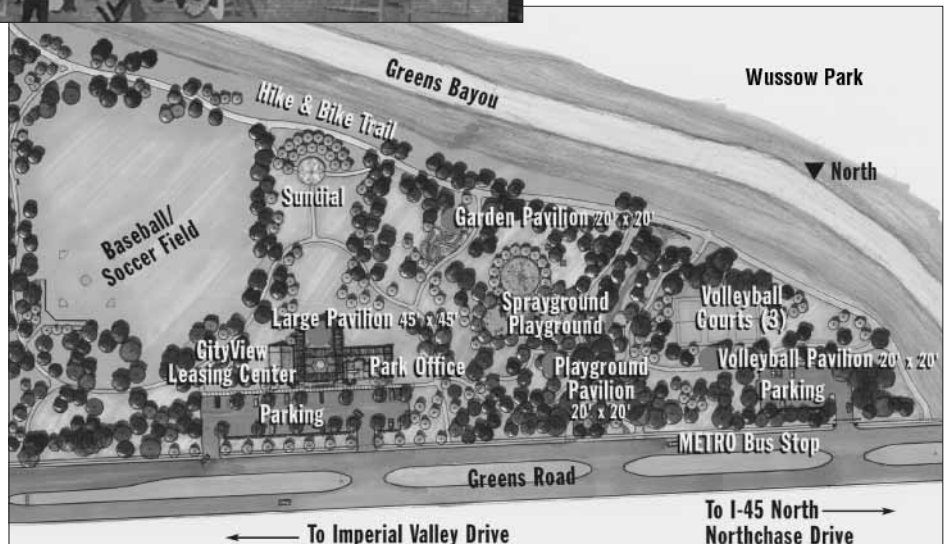 Greens Bayou
Wussow Park
North
Hike & Bike Trail
Sundial
Garden Pavilion 20' x 20'
Baseball/
Soccer Field
Sprayground
Playground
Volleyball
Courts (3)
Large Pavilion 45' x 45'
CityView
Leasing Center
Park Office
Playground
Pavilion
20' x 20'
Volleyball Pavilion 20' x 20'
Parking
Parking
METRO Bus Stop
Greens Road
To Imperial Valley Drive
To I-45 North
Northchase Drive